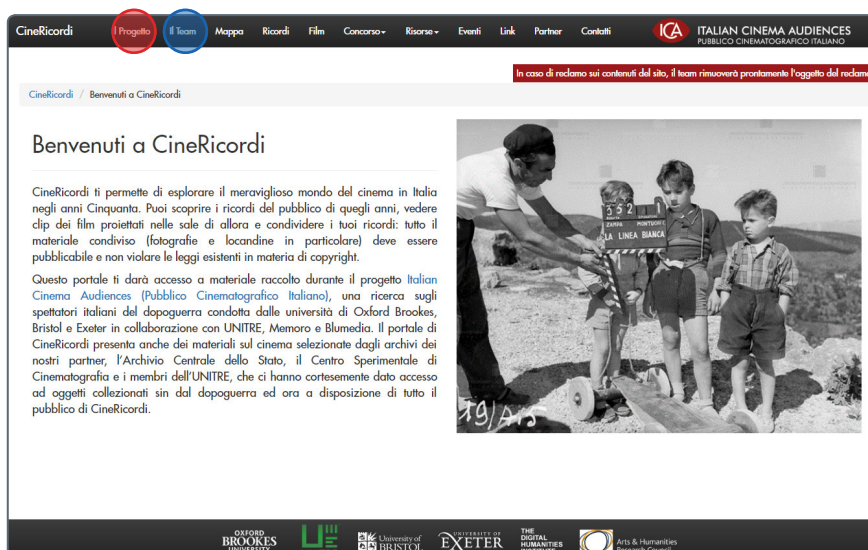 CineRicordi Il Progetto Il Team Mappa Ricordi Film Concorso Risorse Eventi Link Partner Contatti
ICA ITALIAN CINEMA AUDIENCES
PUBBLICO CINEMATOGRAFICO ITALIANO
In caso di reclamo sui contenuti del sito, il team rimuoverà prontamente l'oggetto del reclamo
CineRicordi / Benvenuti a CineRicordi
Benvenuti a CineRicordi
CineRicordi ti permette di esplorare il meraviglioso mondo del cinema in Italia
negli anni Cinquanta. Puoi scoprire i ricordi del pubblico di quegli anni, vedere
clip dei film proiettati nelle sale di allora e condividere i tuoi ricordi: tutto il
materiale condiviso (fotografie e locandine in particolare) deve essere
pubblicabile e non violare le leggi esistenti in materia di copyright.
Questo portale ti darà accesso a materiale raccolto durante il progetto Italian
Cinema Audiences (Pubblico Cinematografico Italiano), una ricerca sugli
spettatori italiani del dopoguerra condotta dalle università di Oxford Brookes,
Bristol e Exeter in collaborazione con UNITRE, Memoro e Blumedia. Il portale di
CineRicordi presenta anche dei materiali sul cinema selezionate dagli archivi dei
nostri partner, l'Archivio Centrale dello Stato, il Centro Sperimentale di
Cinematografia e i membri dell'UNITRE, che ci hanno cortesemente dato accesso
ad oggetti collezionati sin dal dopoguerra ed ora a disposizione di tutto il
pubblico di CineRicordi.
552 1
ZAMPA MONTUORI
LA LINEA BIANCA
19/A15
OXFORD
BROOKES
UNIVERSITY
University of
BRISTOL
UNIVERSITY OF
EXETER
THE
DIGITAL
HUMANITIES
INSTITUTE
Arts & Humanities
Research Council